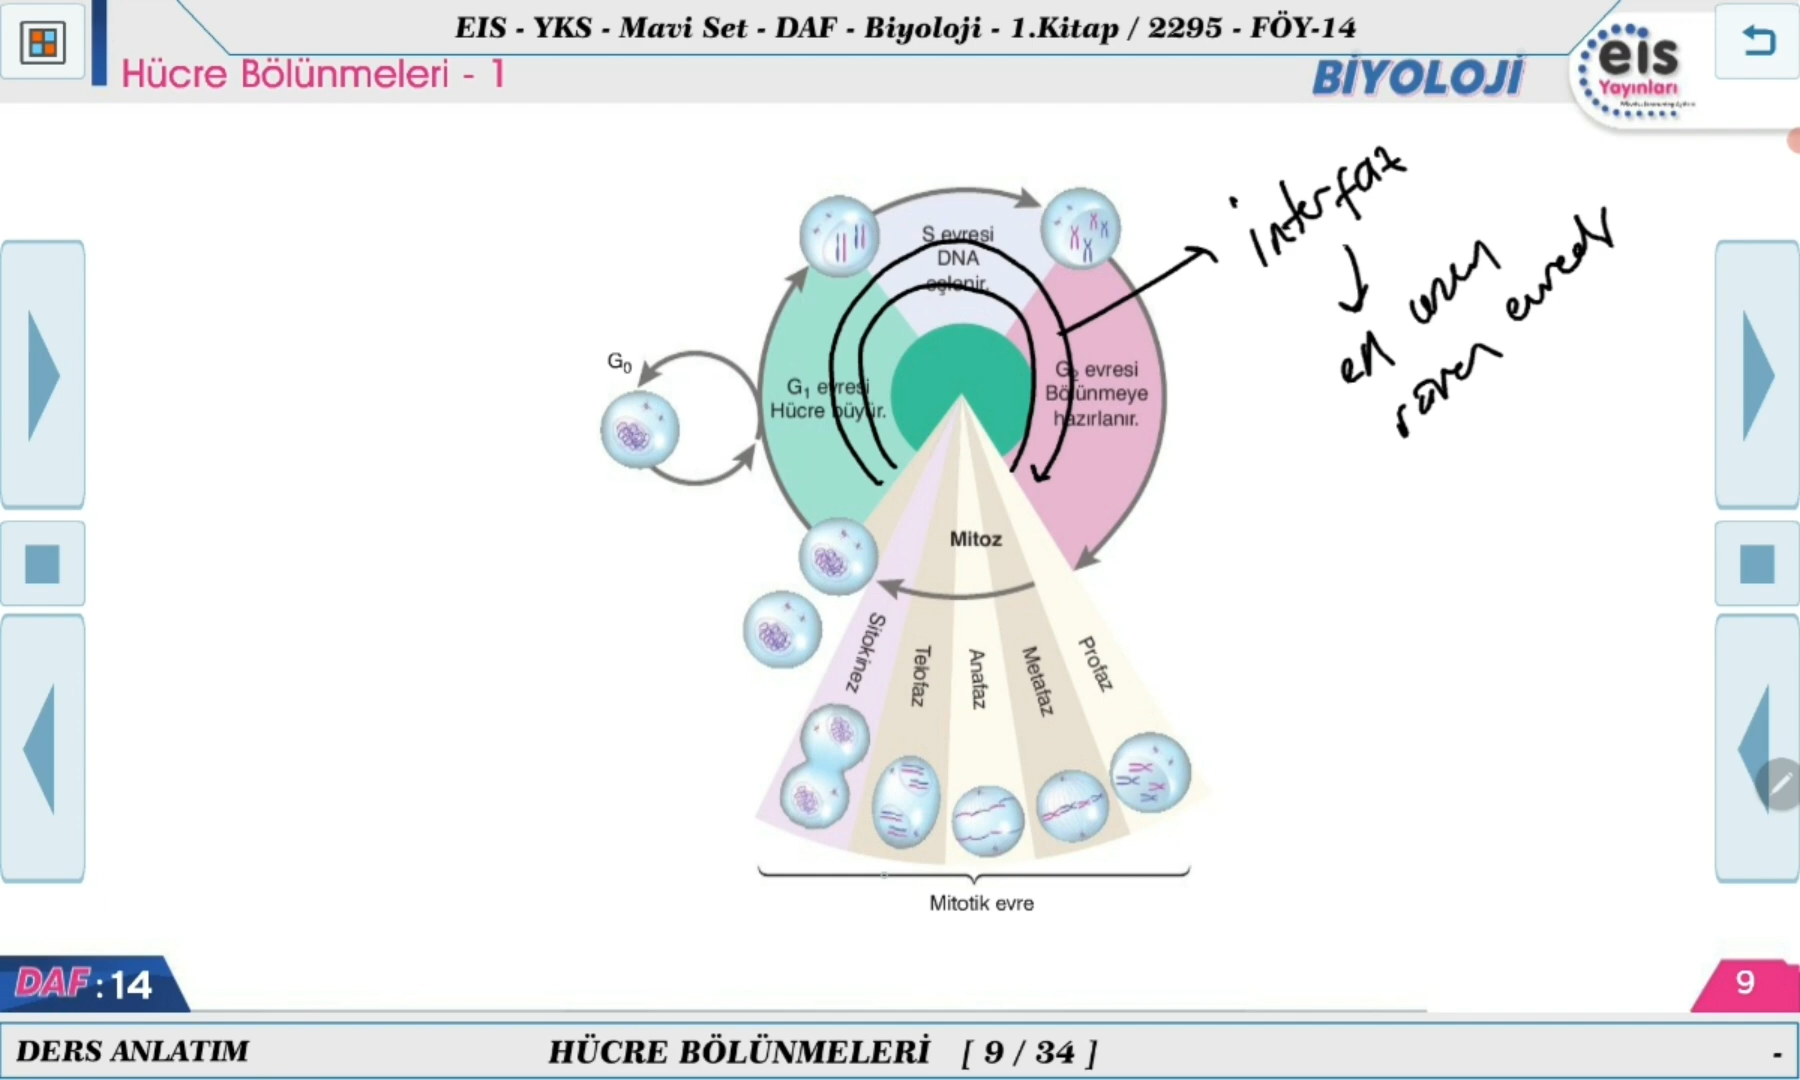 EIS - YKS - Mavi Set - DAF - Biyoloji - 1.Kitap / 2295 - FÖY-14
Hücre Bölünmeleri - 1
BİYOLOJİ
eis
Yayınları
interfaz
↓
en uzun
süren evredir
S evresi
DNA
eşlenir.
G₀
G₁ evresi
Hücre büyür.
G₂ evresi
Bölünmeye
hazırlanır.
Mitoz
Sitokinez
Telofaz
Anafaz
Metafaz
Profaz
Mitotik evre
DAF : 14
9
DERS ANLATIM
HÜCRE BÖLÜNMELERİ [ 9 / 34 ]
-